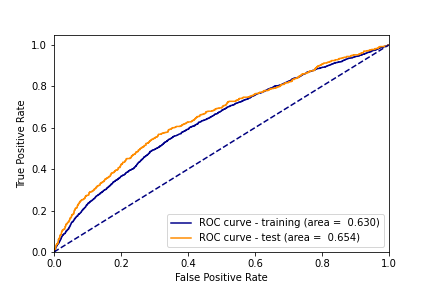 1.0
0.8
0.6
0.4
0.2
0.0
True Positive Rate
ROC curve - training (area =  0.630)
ROC curve - test (area =  0.654)
0.0 0.2 0.4 0.6 0.8 1.0
False Positive Rate